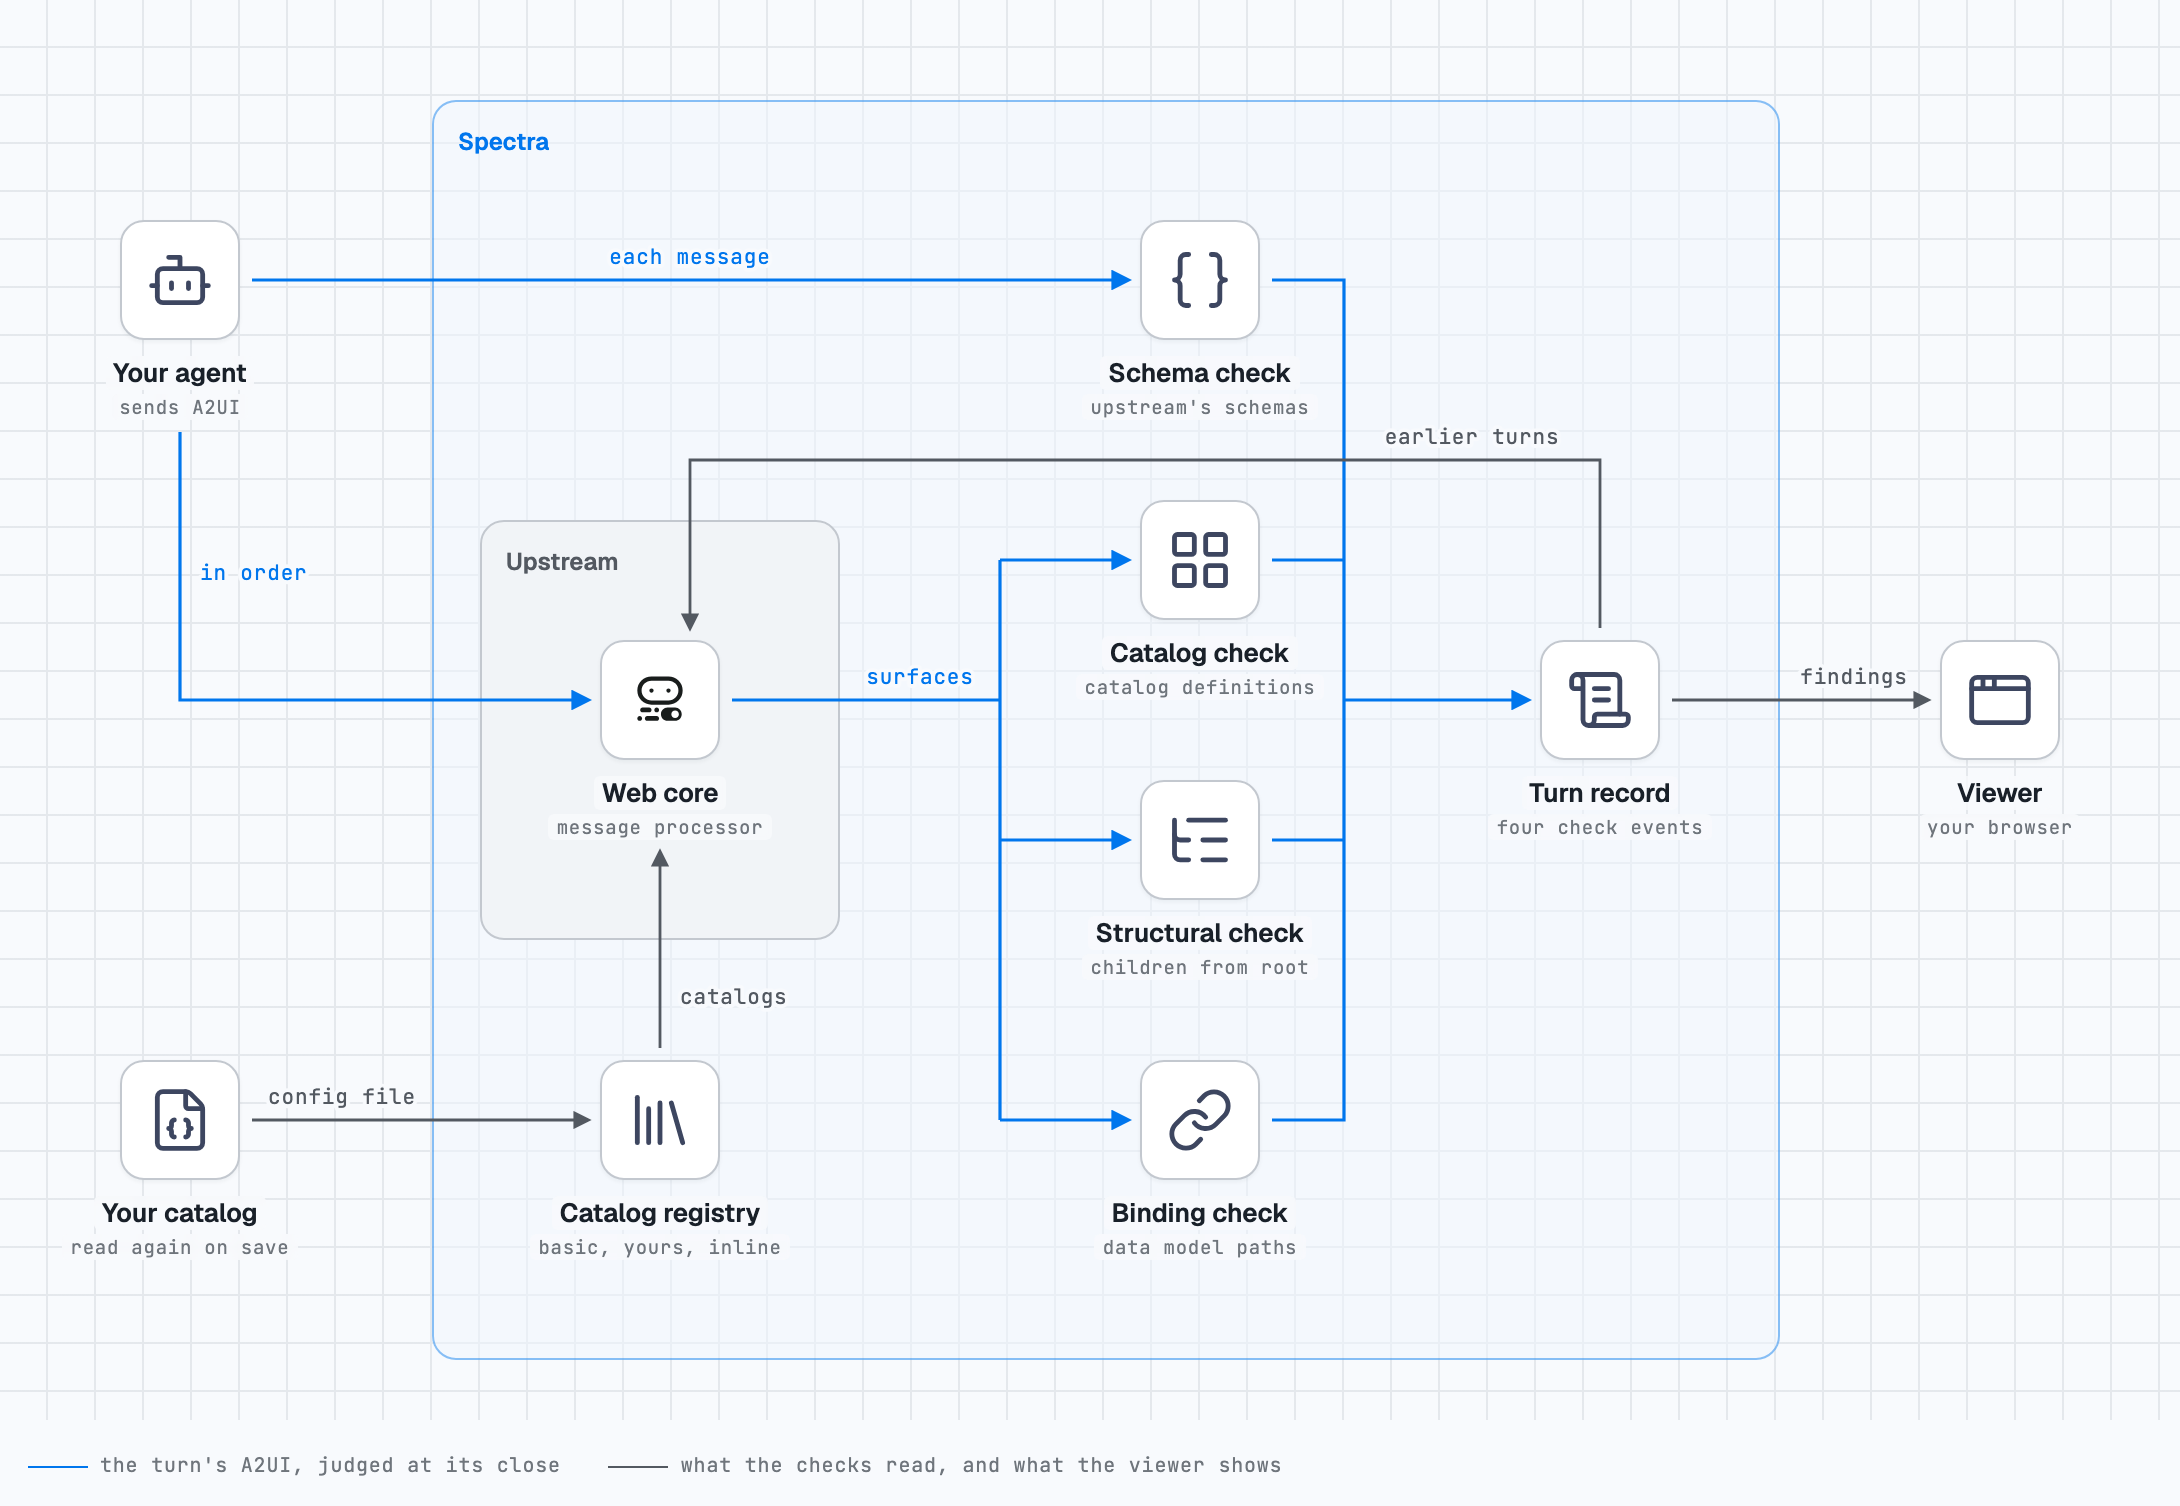 Spectra
each message
Your agent
sends A2UI
Schema check
upstream's schemas
earlier turns
Upstream
in order
Catalog check
catalog definitions
surfaces
findings
Web core
message processor
Turn record
four check events
Viewer
your browser
Structural check
children from root
catalogs
config file
Your catalog
read again on save
Catalog registry
basic, yours, inline
Binding check
data model paths
the turn's A2UI, judged at its close
what the checks read, and what the viewer shows